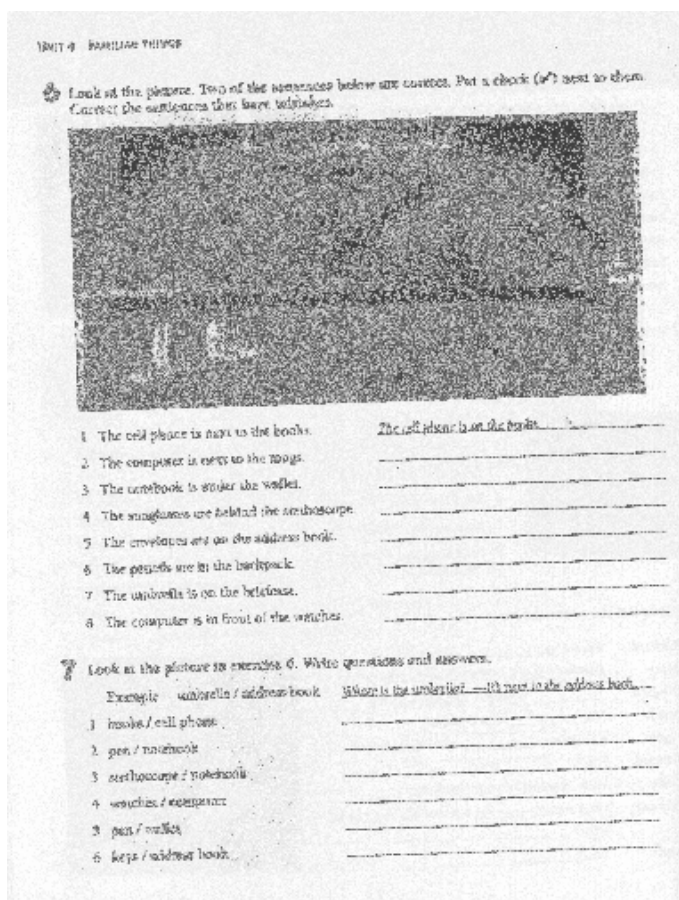 UNIT 4 FAMILIAR THINGS
6 Look at the picture. Two of the sentences below are correct. Put a check (✓) next to them.
Correct the sentences that have mistakes.
1 The cell phone is next to the books. The cell phone is on the books.
2 The computer is next to the mugs.
3 The notebook is under the wallet.
4 The sunglasses are behind the stethoscope.
5 The envelopes are on the address book.
6 The pencils are in the backpack.
7 The umbrella is on the briefcase.
8 The computer is in front of the watches.
7 Look at the picture in exercise 6. Write questions and answers.
Example umbrella / address book Where is the umbrella? —It's next to the address book.
1 books / cell phone
2 pen / notebook
3 stethoscope / notebook
4 watches / computer
5 pen / wallet
6 keys / address book